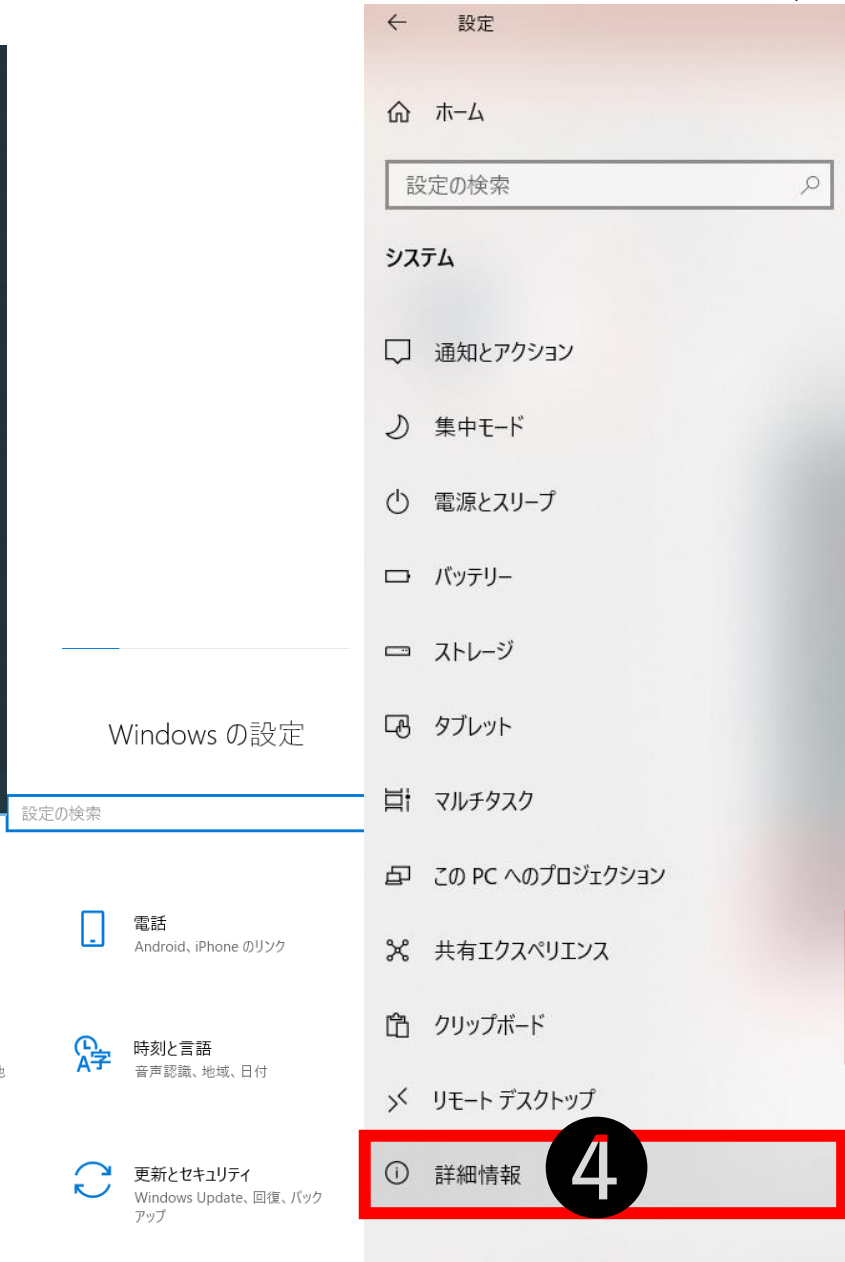 Windows の設定
設定の検索
電話
Android、iPhone のリンク
時刻と言語
音声認識、地域、日付
更新とセキュリティ
Windows Update、回復、バック
アップ
設定
ホーム
設定の検索
システム
通知とアクション
集中モード
電源とスリープ
バッテリー
ストレージ
タブレット
マルチタスク
この PC へのプロジェクション
共有エクスペリエンス
クリップボード
リモート デスクトップ
詳細情報
4